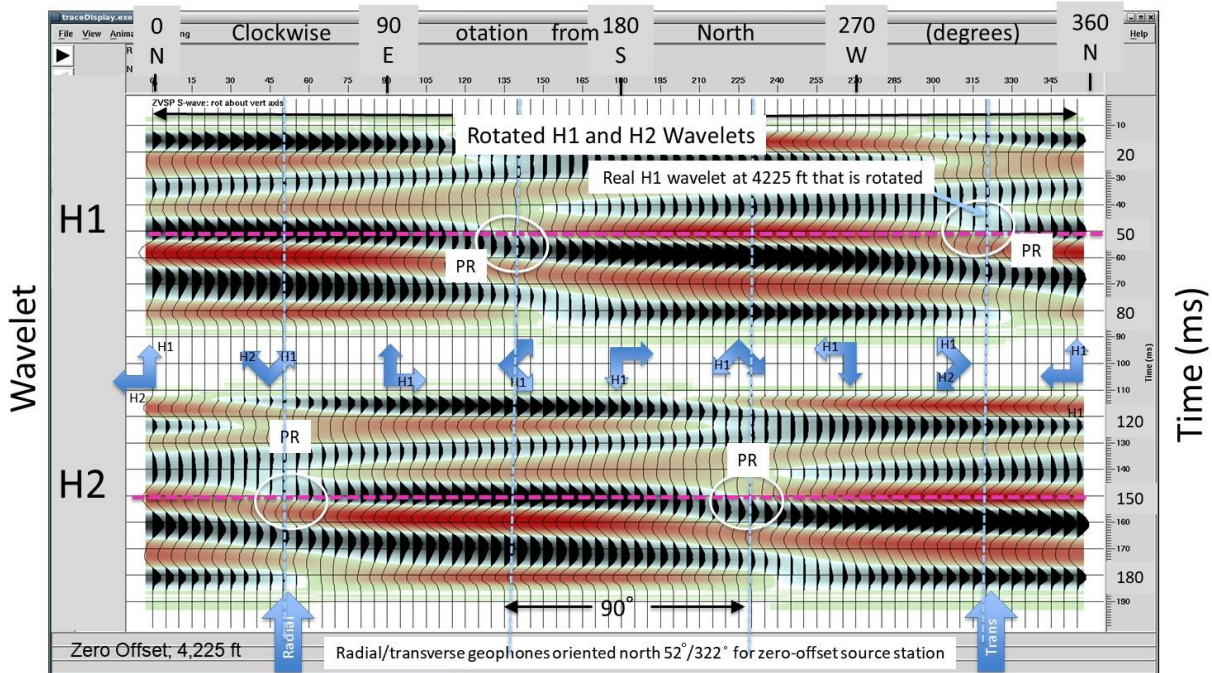 traceDisplay.exe
File View Anima ng Help
0 90 180 270 360
Clockwise otation from North (degrees)
N E S W N
R
N
15 30 45 60 75 90 105 120 135 150 165 180 195 210 225 240 255 270 285 300 315 330 345
ZVSP S-wave: rot about vert axis
Rotated H1 and H2 Wavelets
Real H1 wavelet at 4225 ft that is rotated
H1
PR
PR
10
20
30
40
50
60
70
80
90
100
110
120
130
140
150
160
170
180
190
Time (ms)
Wavelet
Time (ms)
H1 H2 H1 H1 H1 H1 H1
H2 H1 H1 H2
H1
PR
PR
H2
90°
Radial
Trans
Zero Offset; 4,225 ft
Radial/transverse geophones oriented north 52°/322° for zero-offset source station